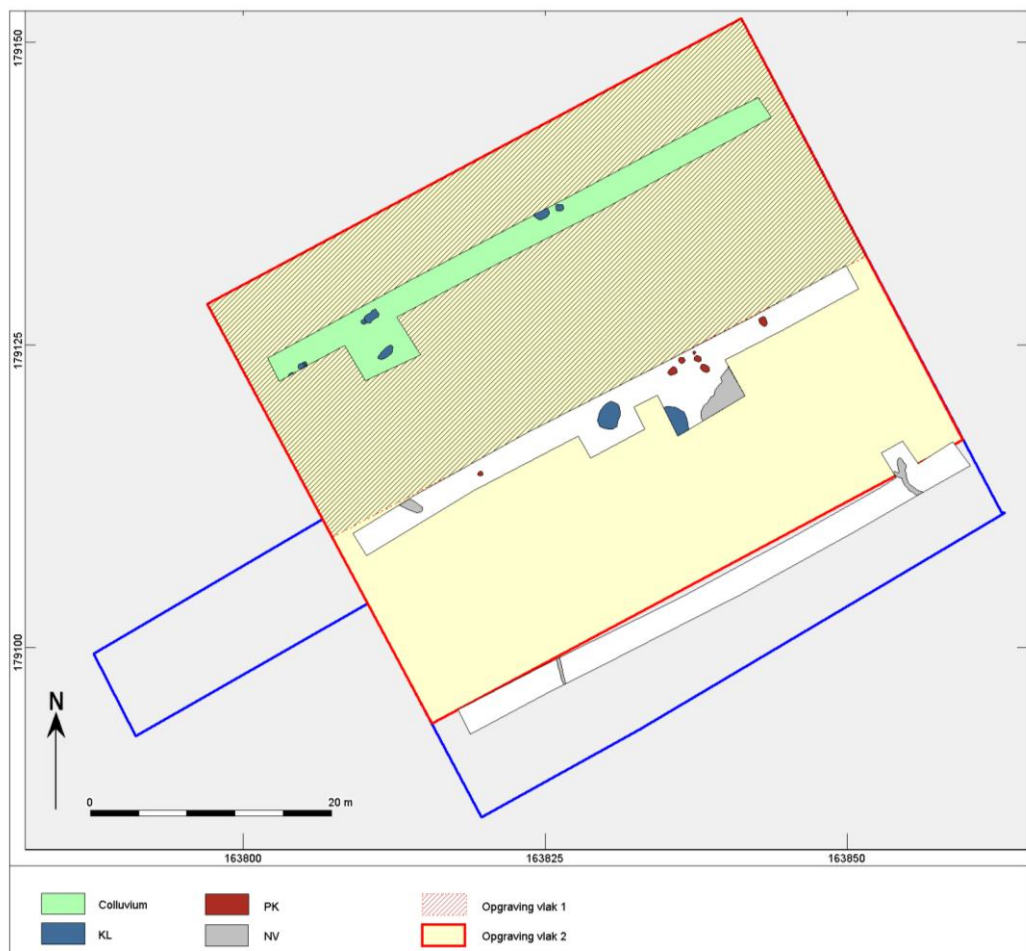 179150
179125
179100
N
0 20 m
163800 163825 163850
Colluvium PK Opgraving vlak 1
KL NV Opgraving vlak 2